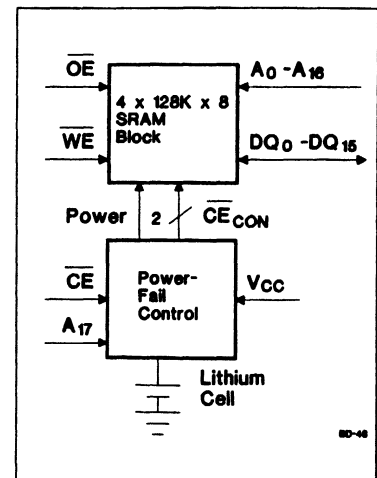 OE
A0 -A16
4 x 128K x 8
SRAM
Block
WE
DQ0 -DQ15
Power
2
CECON
CE
Power-
Fail
Control
VCC
A17
Lithium
Cell
BD-46